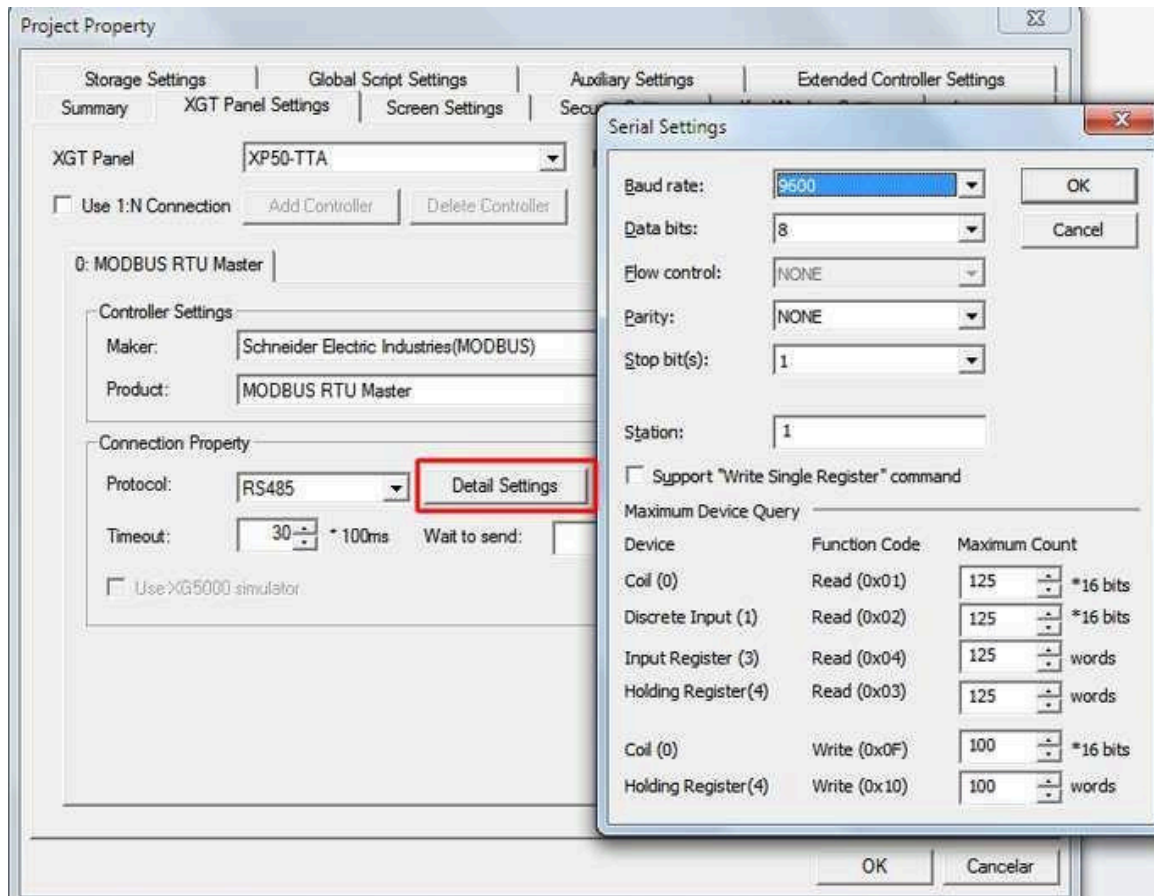 Project Property
Storage Settings Global Script Settings Auxiliary Settings Extended Controller Settings
Summary XGT Panel Settings Screen Settings
XGT Panel XP50-TTA
Use 1:N Connection Add Controller Delete Controller
0: MODBUS RTU Master
Controller Settings
Maker: Schneider Electric Industries(MODBUS)
Product: MODBUS RTU Master
Connection Property
Protocol: RS485 Detail Settings
Timeout: 30 * 100ms Wait to send:
Use XG5000 simulator
OK Cancelar
Serial Settings
Baud rate: 9600 OK
Data bits: 8 Cancel
Flow control: NONE
Parity: NONE
Stop bit(s): 1
Station: 1
Support "Write Single Register" command
Maximum Device Query
Device Function Code Maximum Count
Coil (0) Read (0x01) 125 *16 bits
Discrete Input (1) Read (0x02) 125 *16 bits
Input Register (3) Read (0x04) 125 words
Holding Register(4) Read (0x03) 125 words
Coil (0) Write (0x0F) 100 *16 bits
Holding Register(4) Write (0x10) 100 words